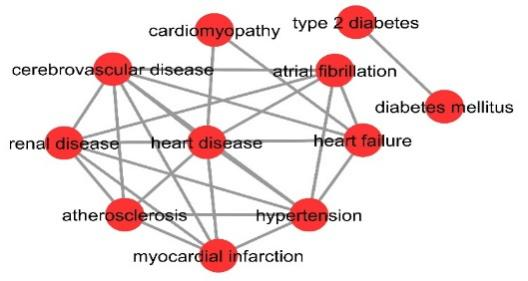 type 2 diabetes
cardiomyopathy
cerebrovascular disease
atrial fibrillation
diabetes mellitus
renal disease
heart disease
heart failure
atherosclerosis
hypertension
myocardial infarction